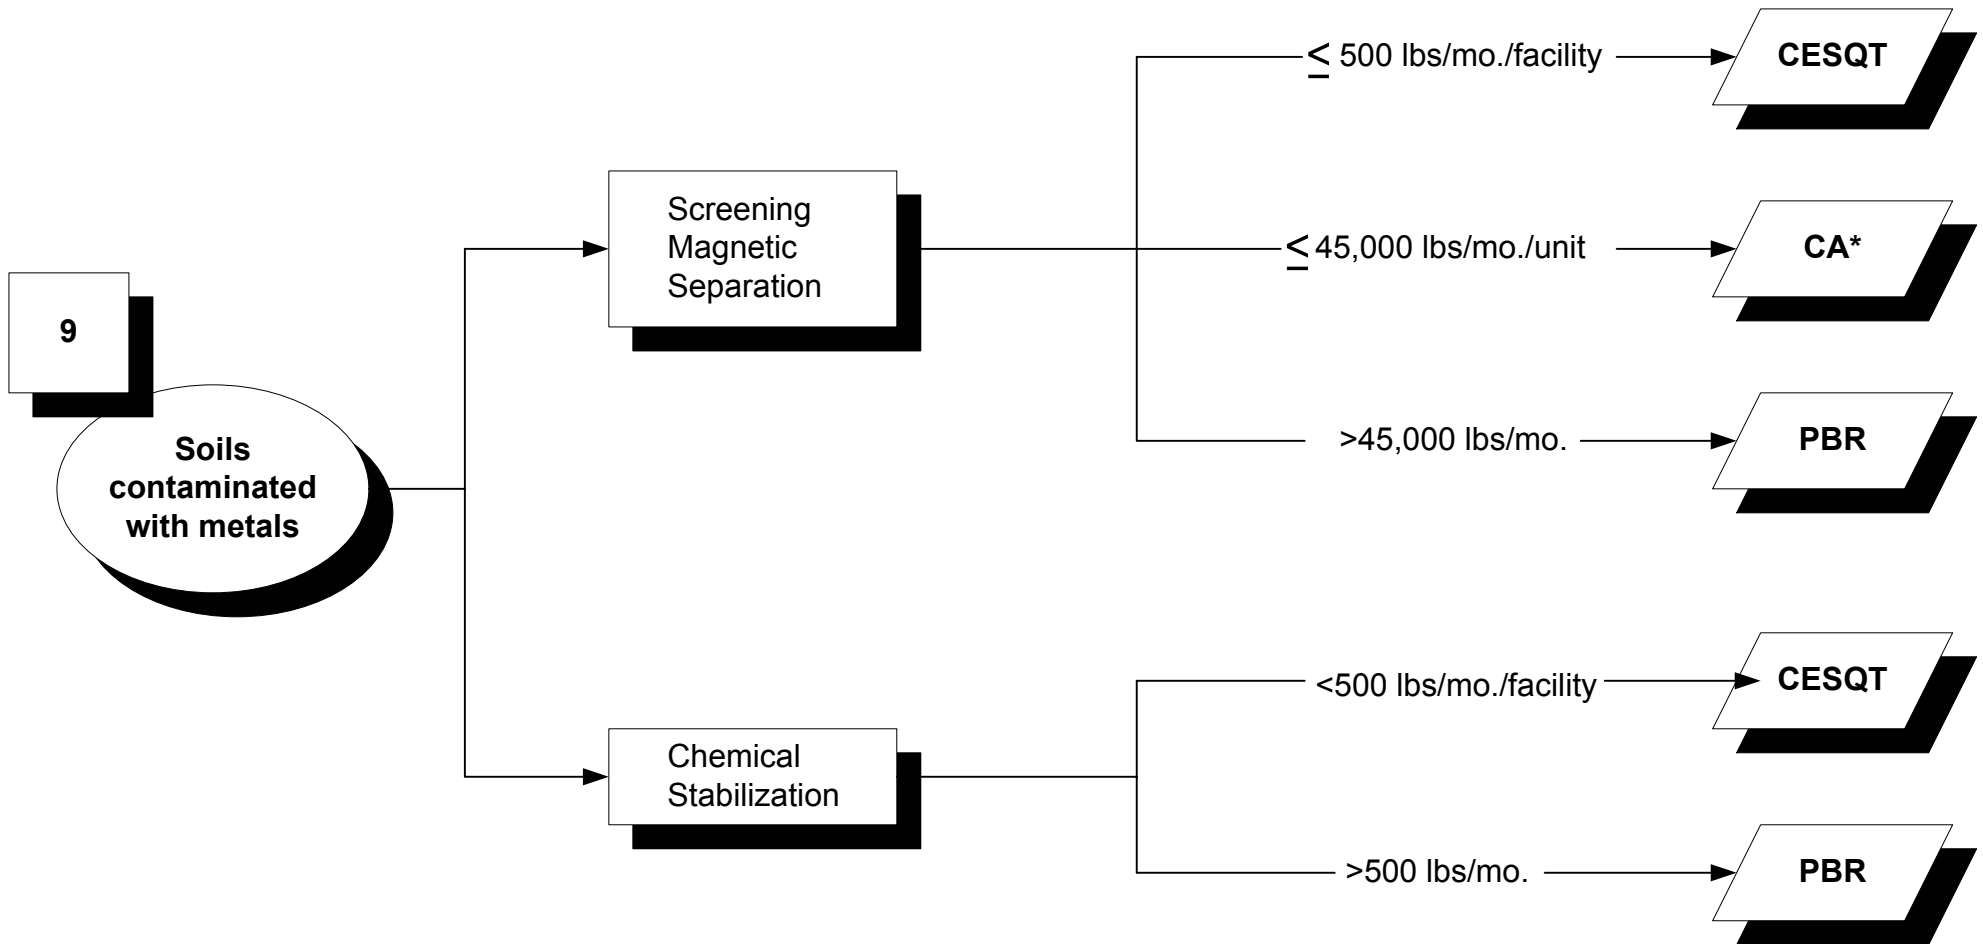 9
Soils
contaminated
with metals
Screening
Magnetic
Separation
≤ 500 lbs/mo./facility
CESQT
≤ 45,000 lbs/mo./unit
CA*
>45,000 lbs/mo.
PBR
Chemical
Stabilization
<500 lbs/mo./facility
CESQT
>500 lbs/mo.
PBR